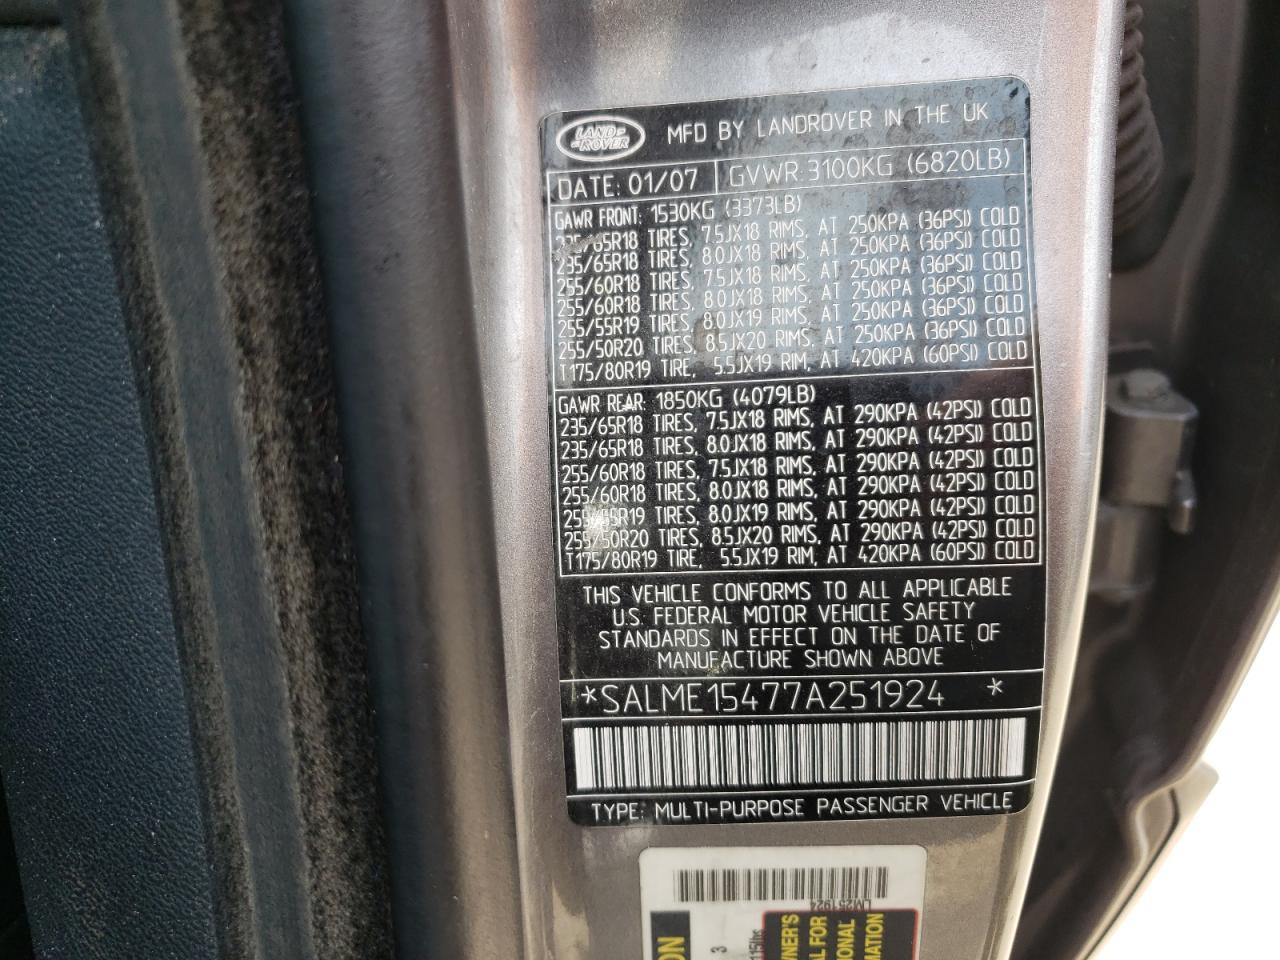 LAND-
-ROVER
MFD BY LANDROVER IN THE UK
DATE: 01/07 GVWR: 3100KG (6820LB)
GAWR FRONT: 1530KG (3373LB)
235/65R18 TIRES, 7.5JX18 RIMS, AT 250KPA (36PSI) COLD
235/65R18 TIRES, 8.0JX18 RIMS, AT 250KPA (36PSI) COLD
255/60R18 TIRES, 7.5JX18 RIMS, AT 250KPA (36PSI) COLD
255/60R18 TIRES, 8.0JX18 RIMS, AT 250KPA (36PSI) COLD
255/55R19 TIRES, 8.0JX19 RIMS, AT 250KPA (36PSI) COLD
255/50R20 TIRES, 8.5JX20 RIMS, AT 250KPA (36PSI) COLD
T175/80R19 TIRE, 5.5JX19 RIM, AT 420KPA (60PSI) COLD
GAWR REAR: 1850KG (4079LB)
235/65R18 TIRES, 7.5JX18 RIMS, AT 290KPA (42PSI) COLD
235/65R18 TIRES, 8.0JX18 RIMS, AT 290KPA (42PSI) COLD
255/60R18 TIRES, 7.5JX18 RIMS, AT 290KPA (42PSI) COLD
255/60R18 TIRES, 8.0JX18 RIMS, AT 290KPA (42PSI) COLD
255/55R19 TIRES, 8.0JX19 RIMS, AT 290KPA (42PSI) COLD
255/50R20 TIRES, 8.5JX20 RIMS, AT 290KPA (42PSI) COLD
T175/80R19 TIRE, 5.5JX19 RIM, AT 420KPA (60PSI) COLD
THIS VEHICLE CONFORMS TO ALL APPLICABLE
U.S. FEDERAL MOTOR VEHICLE SAFETY
STANDARDS IN EFFECT ON THE DATE OF
MANUFACTURE SHOWN ABOVE
*SALME15477A251924 *
TYPE: MULTI-PURPOSE PASSENGER VEHICLE
LM251924
3